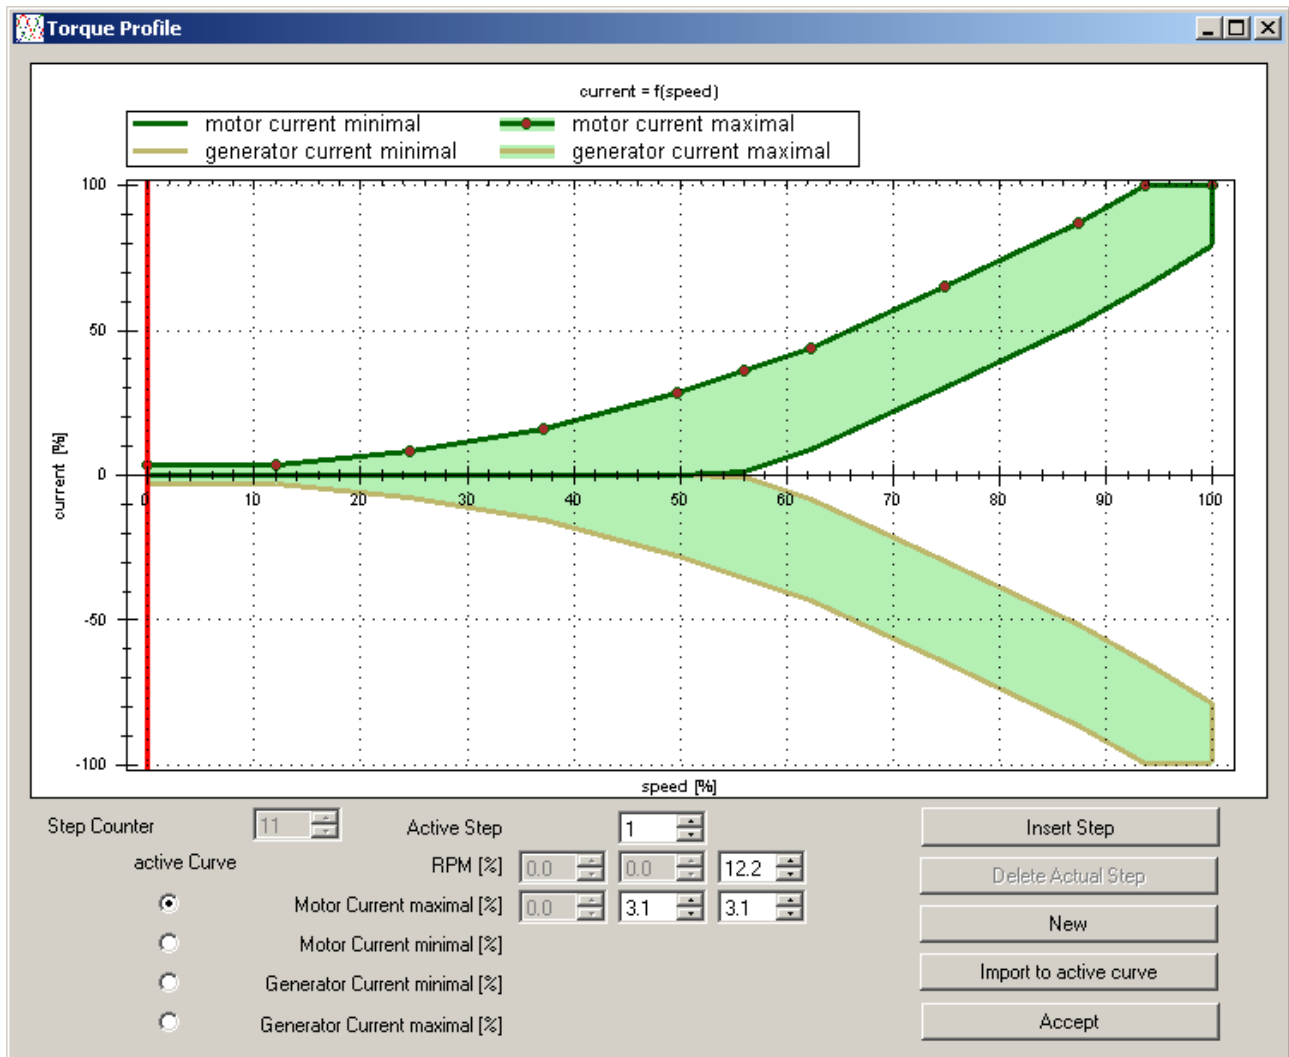 Torque Profile
current = f(speed)
motor current minimal motor current maximal
generator current minimal generator current maximal
100
50
0
-50
-100
current [%]
0 10 20 30 40 50 60 70 80 90 100
speed [%]
Step Counter 11 Active Step 1 Insert Step
active Curve RPM [%] 0.0 0.0 12.2 Delete Actual Step
Motor Current maximal [%] 0.0 3.1 3.1 New
Motor Current minimal [%]
Generator Current minimal [%] Import to active curve
Generator Current maximal [%] Accept